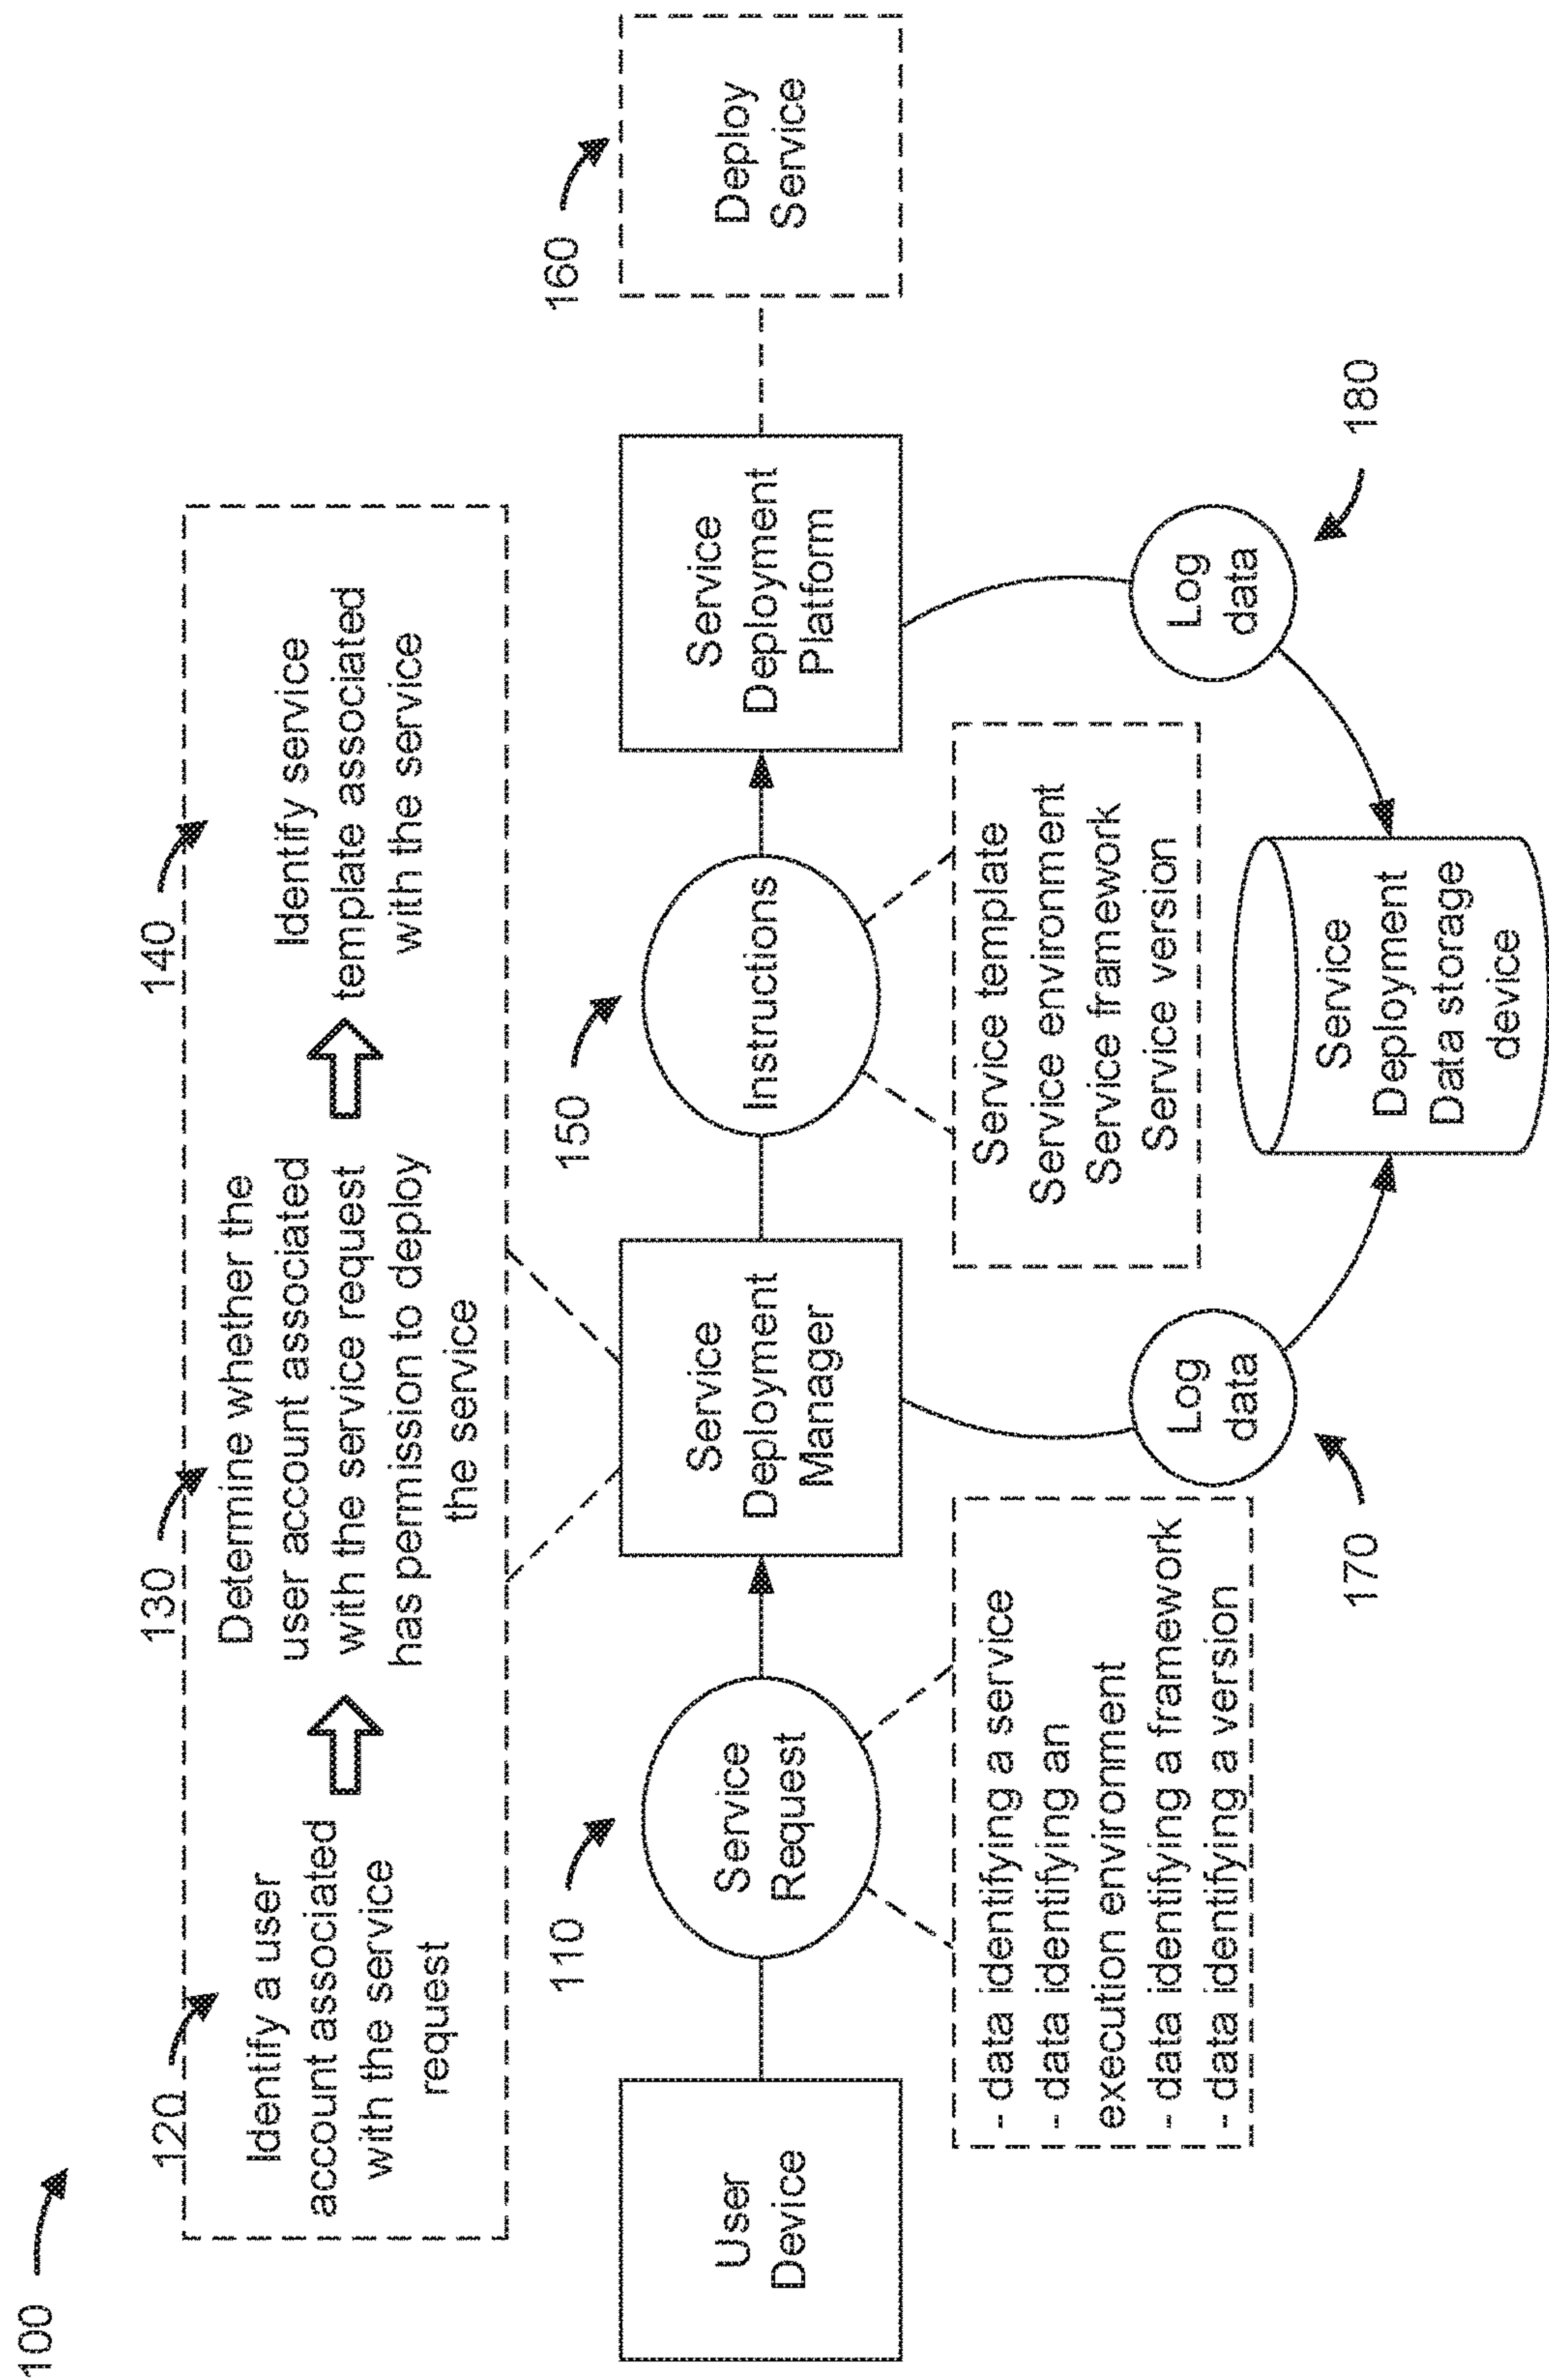 100
120
Identify a user
account associated
with the service
request
130
Determine whether the
user account associated
with the service request
has permission to deploy
the service
140
Identify service
template associated
with the service
User
Device
110
Service
Request
- data identifying a service
- data identifying an
execution environment
- data identifying a framework
- data identifying a version
Service
Deployment
Manager
150
Instructions
Service template
Service environment
Service framework
Service version
Service
Deployment
Platform
160
Deploy
Service
170
Log
data
Service
Deployment
Data storage
device
180
Log
data